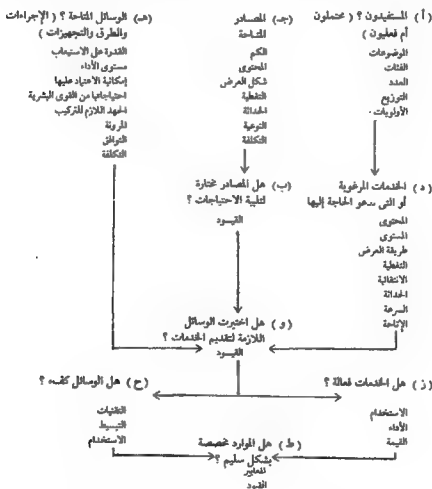 ( أ ) المستفيدون ؟ ( محتملون
أم فعليون )
الموضوعات
الفئات
العدد
التوزيع
الأولويات
( جـ ) المصادر
المتاحة
الكم
المحتوى
شكل العرض
التغطية
الحداثة
النوعية
التكلفة
( هـ ) الوسائل المتاحة ؟ ( الإجراءات
والطرق والتجهيزات )
القدرة على الاستيعاب
مستوى الأداء
إمكانية الاعتماد عليها
احتياجاتها من القوى البشرية
الجهد اللازم للتركيب
المرونة
التوافق
التكلفة
( د ) الخدمات المرغوبة
أو التى تدعو الحاجة إليها
المحتوى
المستوى
طريقة العرض
التغطية
الانتقائية
الحداثة
السرعة
الإتاحة
( ب ) هل المصادر مختارة
لتلبية الاحتياجات ؟
القيود
( و ) هل اختيرت الوسائل
اللازمة لتقديم الخدمات ؟
القيود
( ز ) هل الخدمات فعالة ؟
الاستخدام
الأداء
القيمة
( ح ) هل الوسائل كفء ؟
التقنيات
التبسيط
الاستخدام
( ط ) هل الموارد مخصصة
بشكل سليم ؟
المعايير
القيود